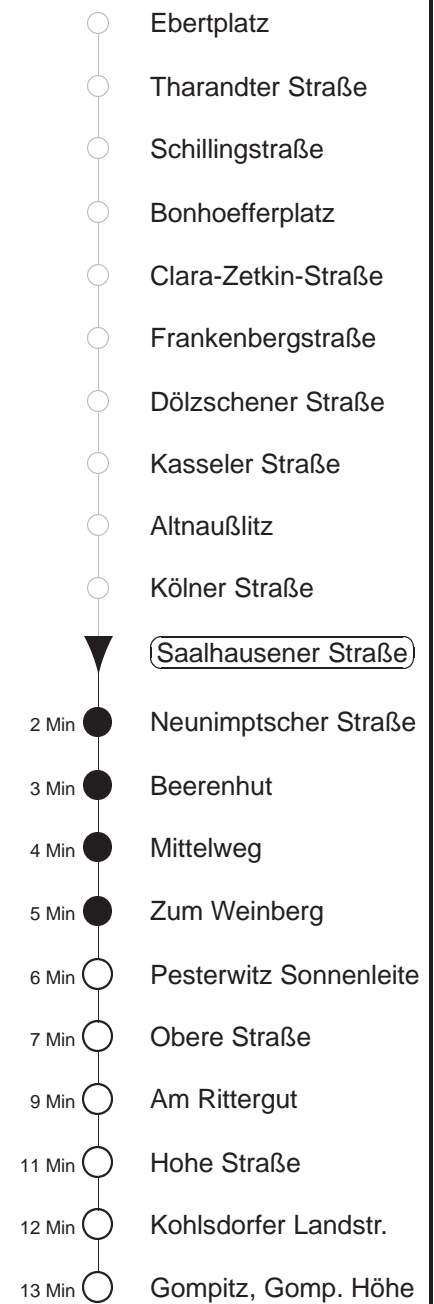 Ebertplatz
Tharandter Straße
Schillingstraße
Bonhoefferplatz
Clara-Zetkin-Straße
Frankenbergstraße
Dölzschener Straße
Kasseler Straße
Altnaußlitz
Kölner Straße
Saalhausener Straße
2 Min Neunimptscher Straße
3 Min Beerenhut
4 Min Mittelweg
5 Min Zum Weinberg
6 Min Pesterwitz Sonnenleite
7 Min Obere Straße
9 Min Am Rittergut
11 Min Hohe Straße
12 Min Kohlsdorfer Landstr.
13 Min Gompitz, Gomp. Höhe